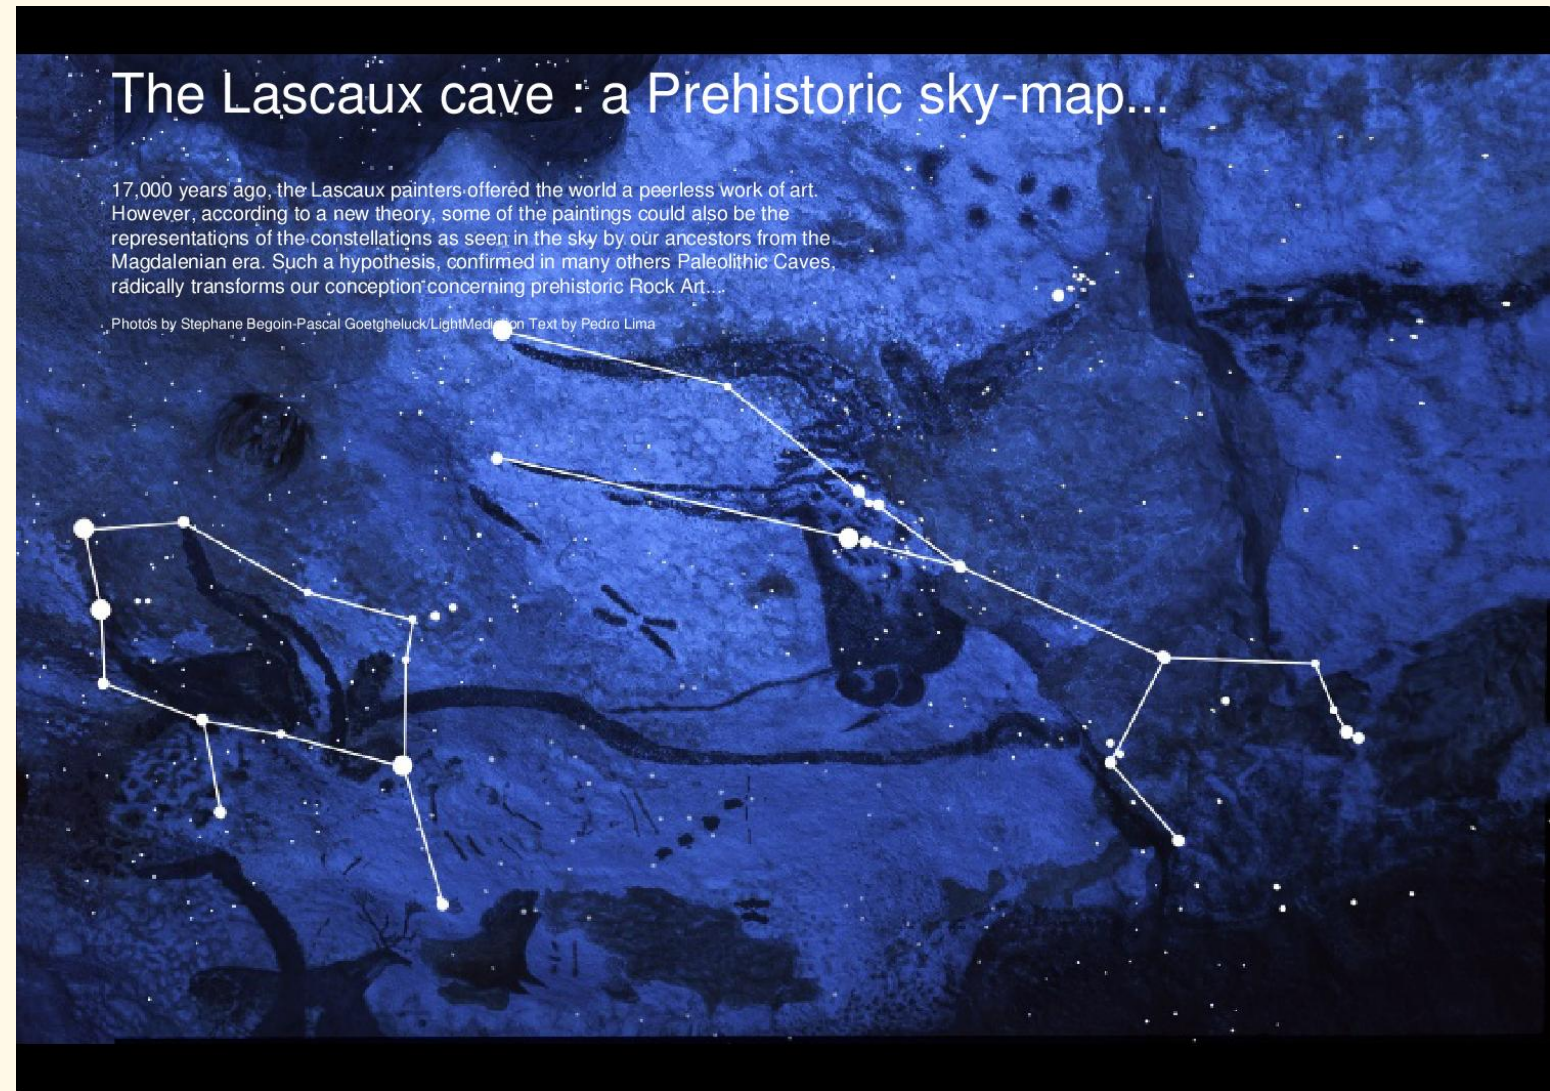 The Lascaux cave : a Prehistoric sky-map...
17,000 years ago, the Lascaux painters offered the world a peerless work of art.
However, according to a new theory, some of the paintings could also be the
representations of the constellations as seen in the sky by our ancestors from the
Magdalenian era. Such a hypothesis, confirmed in many others Paleolithic Caves,
radically transforms our conception concerning prehistoric Rock Art....
Photos by Stephane Begoin-Pascal Goetgheluck/LightMediation Text by Pedro Lima